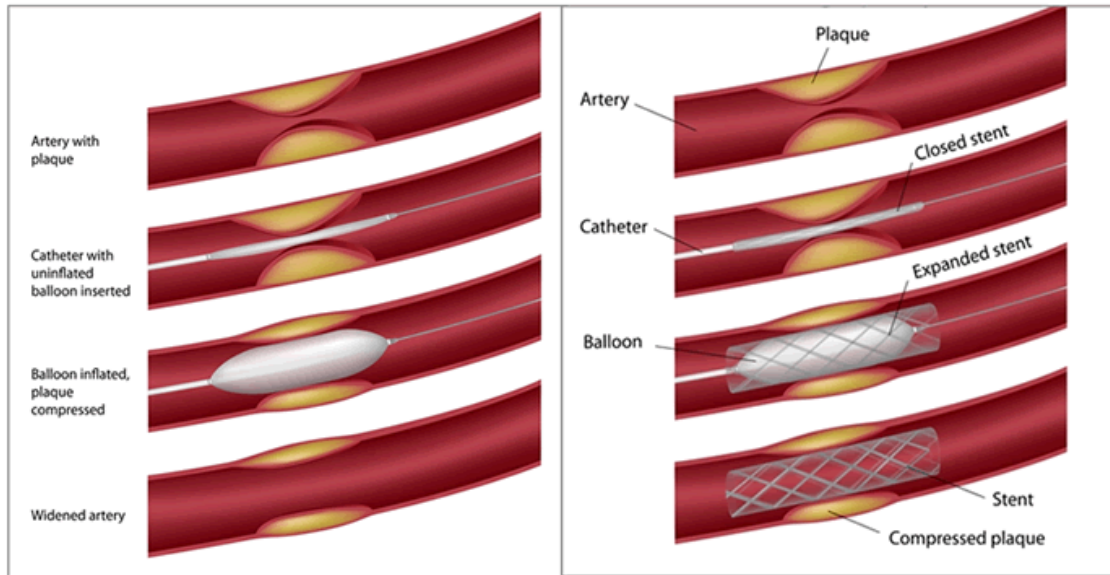 Artery with
plaque
Catheter with
uninflated
balloon inserted
Balloon inflated,
plaque
compressed
Widened artery
Plaque
Artery
Closed stent
Catheter
Expanded stent
Balloon
Stent
Compressed plaque